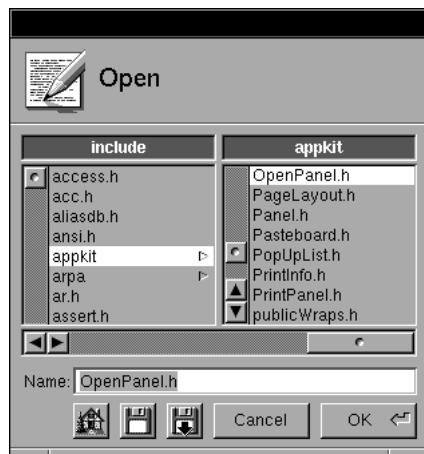 Open
include
appkit
access.h
acc.h
aliasdb.h
ansi.h
appkit
arpa
ar.h
assert.h
OpenPanel.h
PageLayout.h
Panel.h
Pasteboard.h
PopUpList.h
PrintInfo.h
PrintPanel.h
publicWraps.h
Name: OpenPanel.h
Cancel
OK